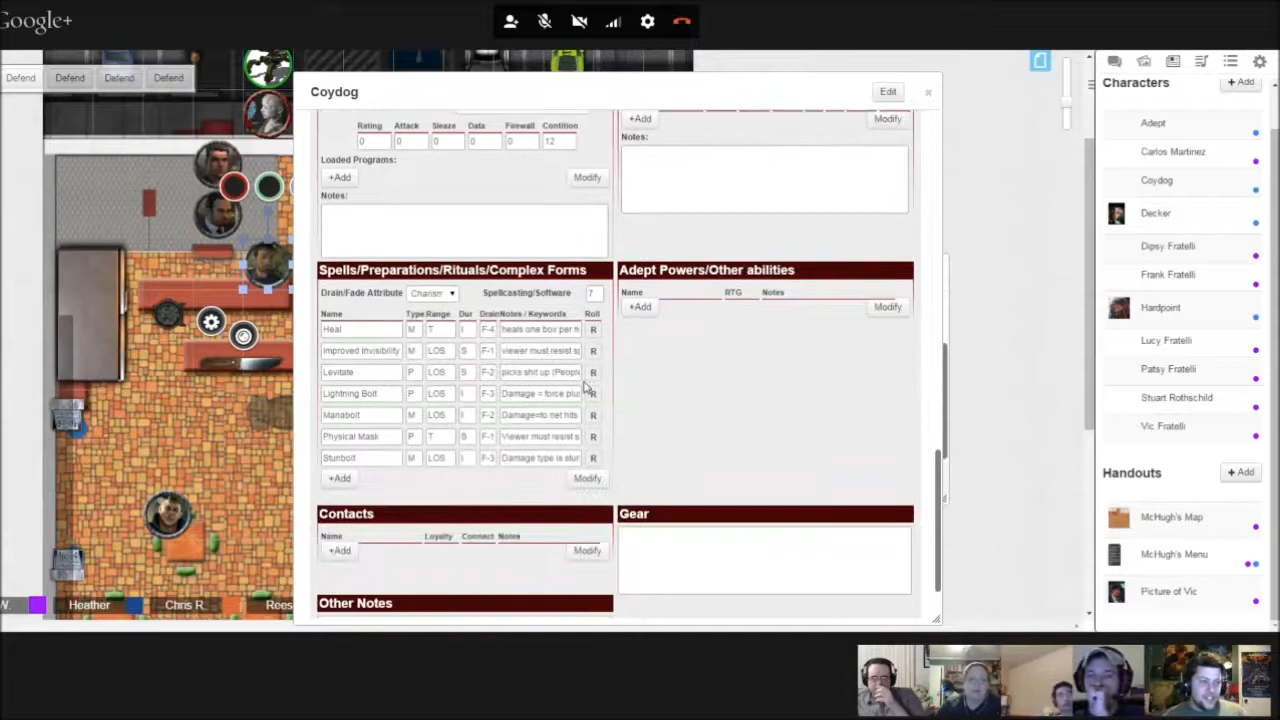 Google+
Defend
Defend
Defend
Defend
Coydog
Edit
×
Rating Attack Sleaze Data Firewall Contition
0 0 0 0 0 12
Loaded Programs:
+Add Modify
Notes:
+Add Modify
Notes:
Spells/Preparations/Rituals/Complex Forms
Drain/Fade Attribute Charisn Spellcasting/Software 7
Name Type Range Dur Drain Notes / Keywords Roll
Heal M T I F-4 heals one box per h R
Improved Invisibility M LOS S F-1 viewer must resist s R
Levitate P LOS S F-2 picks shit up (People R
Lightning Bolt P LOS I F-3 Damage = force plu R
Manabolt M LOS I F-2 Damage=to net hits R
Physical Mask P T S F-1 Viewer must resist s R
Stunbolt M LOS I F-3 Damage type is stur R
+Add Modify
Adept Powers/Other abilities
Name RTG Notes
+Add Modify
Contacts
Name Loyalty Connect Notes
+Add Modify
Gear
Other Notes
W. Heather Chris R. Rees
Characters
+ Add
Adept
Carlos Martinez
Coydog
Decker
Dipsy Fratelli
Frank Fratelli
Hardpoint
Lucy Fratelli
Patsy Fratelli
Stuart Rothschild
Vic Fratelli
Handouts
+ Add
McHugh's Map
McHugh's Menu
Picture of Vic